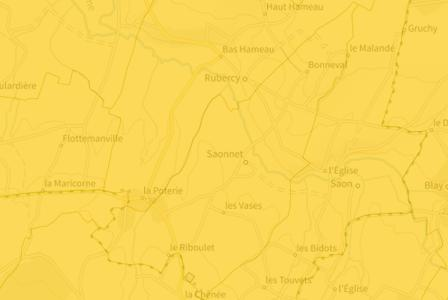 Haut Hameau
Gruchy
Bas Hameau
le Malandé
Bonneval
Rubercy
Flottemanville
Saonnet
l'Église
la Maricorne
Saon
la Poterie
les Vases
le Riboulet
les Bidots
les Touvets
l'Église
la Chênée